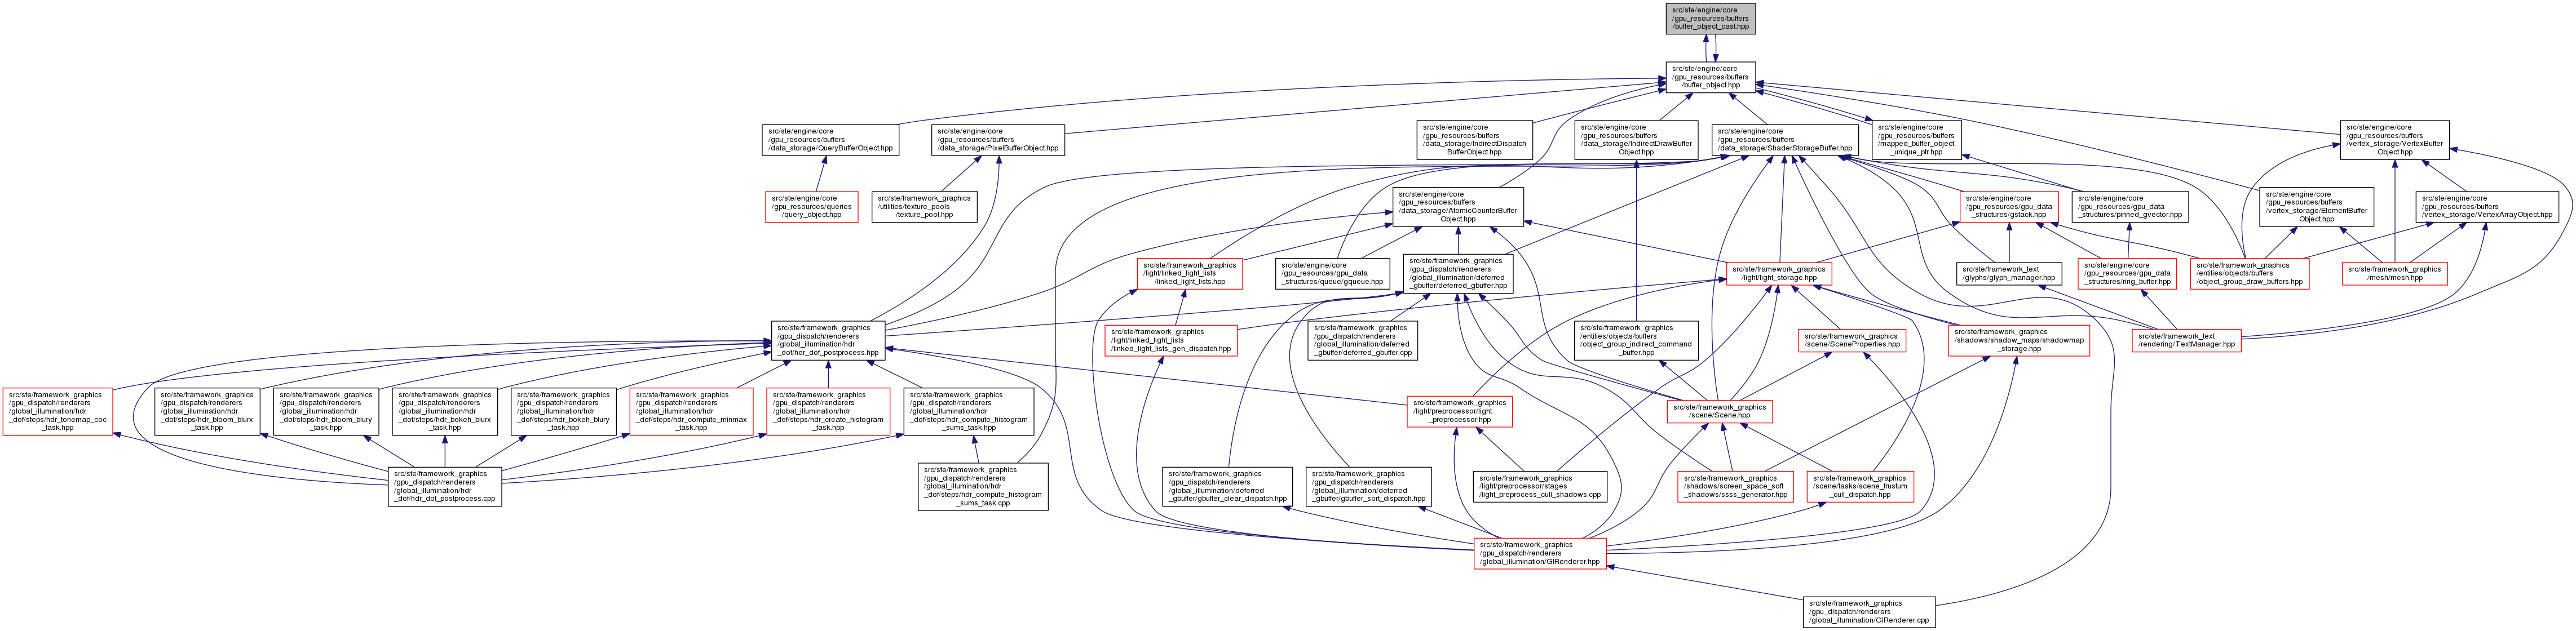 src/ste/engine/core
/gpu_resources/buffers
/buffer_object_cast.hpp
src/ste/engine/core
/gpu_resources/buffers
/buffer_object.hpp
src/ste/engine/core
/gpu_resources/buffers
/data_storage/QueryBufferObject.hpp
src/ste/engine/core
/gpu_resources/buffers
/data_storage/PixelBufferObject.hpp
src/ste/engine/core
/gpu_resources/buffers
/data_storage/IndirectDispatch
BufferObject.hpp
src/ste/engine/core
/gpu_resources/buffers
/data_storage/IndirectDrawBuffer
Object.hpp
src/ste/engine/core
/gpu_resources/buffers
/data_storage/ShaderStorageBuffer.hpp
src/ste/engine/core
/gpu_resources/buffers
/mapped_buffer_object
_unique_ptr.hpp
src/ste/engine/core
/gpu_resources/buffers
/vertex_storage/VertexBuffer
Object.hpp
src/ste/engine/core
/gpu_resources/queries
/query_object.hpp
src/ste/framework_graphics
/utilities/texture_pools
/texture_pool.hpp
src/ste/engine/core
/gpu_resources/buffers
/data_storage/AtomicCounterBuffer
Object.hpp
src/ste/engine/core
/gpu_resources/gpu_data
_structures/gstack.hpp
src/ste/engine/core
/gpu_resources/gpu_data
_structures/pinned_gvector.hpp
src/ste/engine/core
/gpu_resources/buffers
/vertex_storage/ElementBuffer
Object.hpp
src/ste/engine/core
/gpu_resources/buffers
/vertex_storage/VertexArrayObject.hpp
src/ste/framework_graphics
/light/linked_light_lists
/linked_light_lists.hpp
src/ste/engine/core
/gpu_resources/gpu_data
_structures/queue/gqueue.hpp
src/ste/framework_graphics
/gpu_dispatch/renderers
/global_illumination/deferred
_gbuffer/deferred_gbuffer.hpp
src/ste/framework_graphics
/light/light_storage.hpp
src/ste/framework_text
/glyphs/glyph_manager.hpp
src/ste/engine/core
/gpu_resources/gpu_data
_structures/ring_buffer.hpp
src/ste/framework_graphics
/entities/objects/buffers
/object_group_draw_buffers.hpp
src/ste/framework_graphics
/mesh/mesh.hpp
src/ste/framework_graphics
/gpu_dispatch/renderers
/global_illumination/hdr
_dof/hdr_dof_postprocess.hpp
src/ste/framework_graphics
/light/linked_light_lists
/linked_light_lists_gen_dispatch.hpp
src/ste/framework_graphics
/gpu_dispatch/renderers
/global_illumination/deferred
_gbuffer/deferred_gbuffer.cpp
src/ste/framework_graphics
/entities/objects/buffers
/object_group_indirect_command
_buffer.hpp
src/ste/framework_graphics
/scene/SceneProperties.hpp
src/ste/framework_graphics
/shadows/shadow_maps/shadowmap
_storage.hpp
src/ste/framework_text
/rendering/TextManager.hpp
src/ste/framework_graphics
/gpu_dispatch/renderers
/global_illumination/hdr
_dof/steps/hdr_tonemap_coc
_task.hpp
src/ste/framework_graphics
/gpu_dispatch/renderers
/global_illumination/hdr
_dof/steps/hdr_bloom_blurx
_task.hpp
src/ste/framework_graphics
/gpu_dispatch/renderers
/global_illumination/hdr
_dof/steps/hdr_bloom_blury
_task.hpp
src/ste/framework_graphics
/gpu_dispatch/renderers
/global_illumination/hdr
_dof/steps/hdr_bokeh_blurx
_task.hpp
src/ste/framework_graphics
/gpu_dispatch/renderers
/global_illumination/hdr
_dof/steps/hdr_bokeh_blury
_task.hpp
src/ste/framework_graphics
/gpu_dispatch/renderers
/global_illumination/hdr
_dof/steps/hdr_compute_minmax
_task.hpp
src/ste/framework_graphics
/gpu_dispatch/renderers
/global_illumination/hdr
_dof/steps/hdr_create_histogram
_task.hpp
src/ste/framework_graphics
/gpu_dispatch/renderers
/global_illumination/hdr
_dof/steps/hdr_compute_histogram
_sums_task.hpp
src/ste/framework_graphics
/light/preprocessor/light
_preprocessor.hpp
src/ste/framework_graphics
/scene/Scene.hpp
src/ste/framework_graphics
/gpu_dispatch/renderers
/global_illumination/hdr
_dof/hdr_dof_postprocess.cpp
src/ste/framework_graphics
/gpu_dispatch/renderers
/global_illumination/hdr
_dof/steps/hdr_compute_histogram
_sums_task.cpp
src/ste/framework_graphics
/gpu_dispatch/renderers
/global_illumination/deferred
_gbuffer/gbuffer_clear_dispatch.hpp
src/ste/framework_graphics
/gpu_dispatch/renderers
/global_illumination/deferred
_gbuffer/gbuffer_sort_dispatch.hpp
src/ste/framework_graphics
/light/preprocessor/stages
/light_preprocess_cull_shadows.cpp
src/ste/framework_graphics
/shadows/screen_space_soft
_shadows/ssss_generator.hpp
src/ste/framework_graphics
/scene/tasks/scene_frustum
_cull_dispatch.hpp
src/ste/framework_graphics
/gpu_dispatch/renderers
/global_illumination/GIRenderer.hpp
src/ste/framework_graphics
/gpu_dispatch/renderers
/global_illumination/GIRenderer.cpp